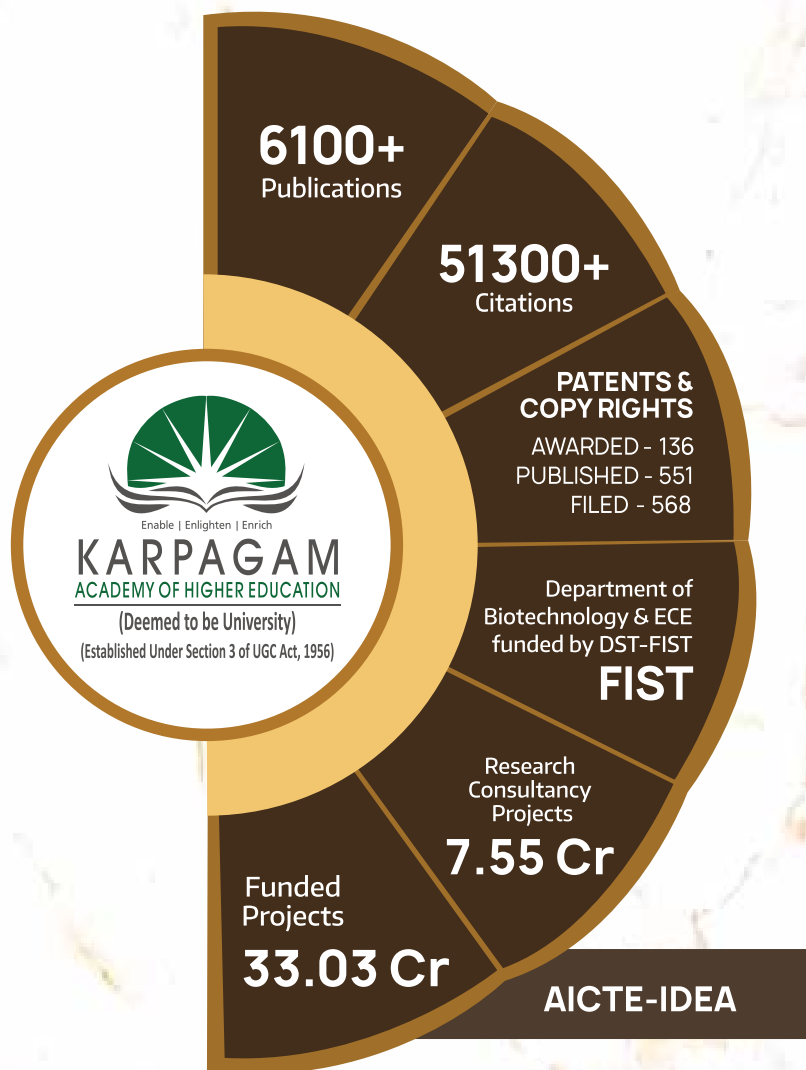 6100+
Publications
51300+
Citations
PATENTS &
COPY RIGHTS
AWARDED - 136
PUBLISHED - 551
FILED - 568
Enable | Enlighten | Enrich
KARPAGAM
ACADEMY OF HIGHER EDUCATION
(Deemed to be University)
(Established Under Section 3 of UGC Act, 1956)
Department of
Biotechnology & ECE
funded by DST-FIST
FIST
Research
Consultancy
Projects
7.55 Cr
Funded
Projects
33.03 Cr
AICTE-IDEA